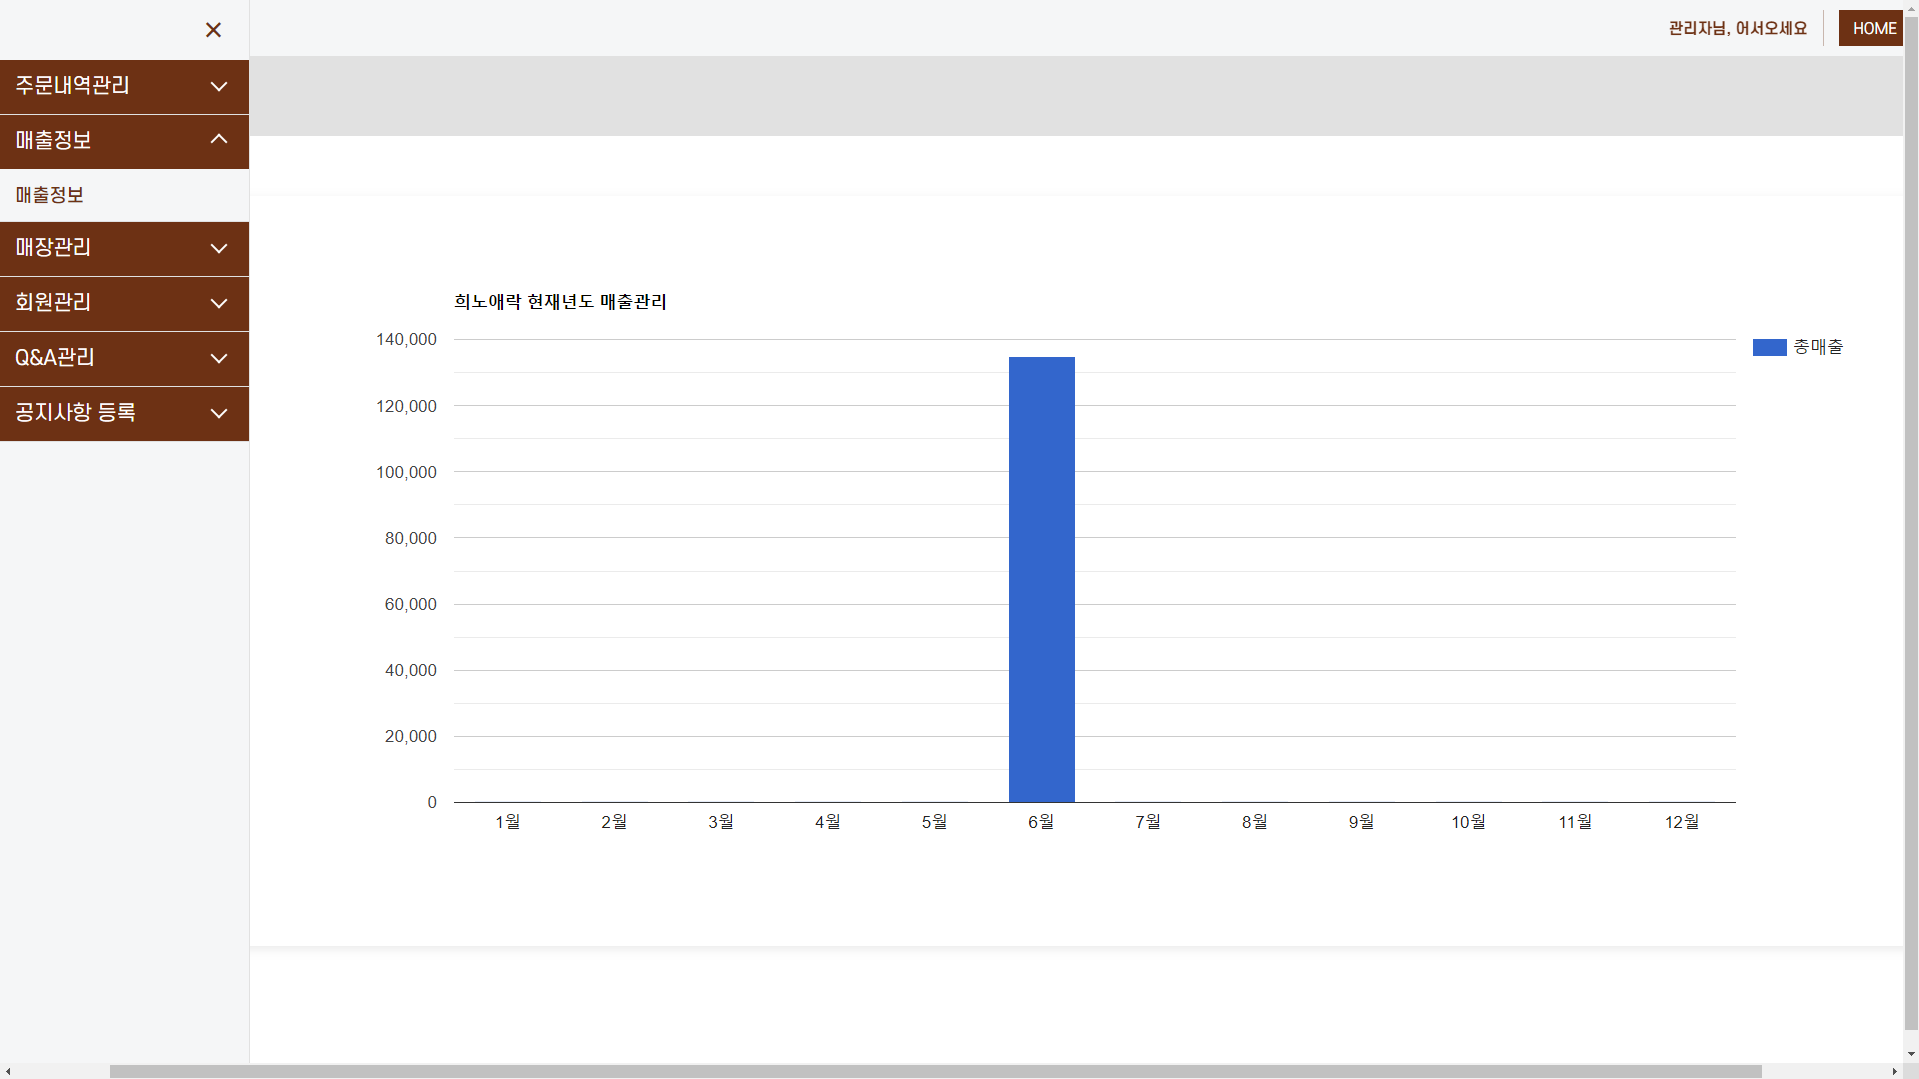 관리자님, 어서오세요
HOME
주문내역관리
매출정보
매출정보
매장관리
회원관리
Q&A관리
공지사항 등록
희노애락 현재년도 매출관리
총매출
140,000
120,000
100,000
80,000
60,000
40,000
20,000
0
1월 2월 3월 4월 5월 6월 7월 8월 9월 10월 11월 12월